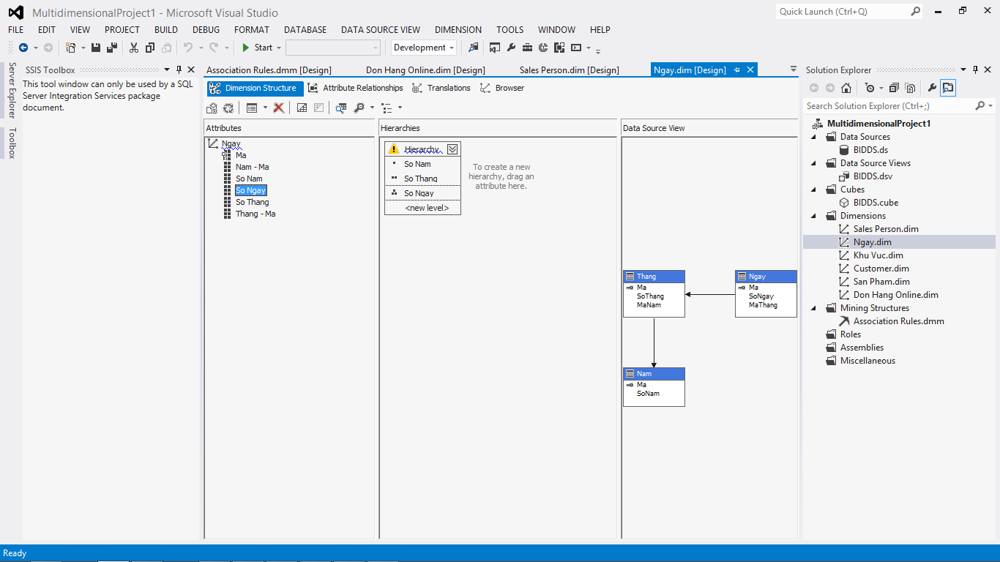 MultidimensionalProject1 - Microsoft Visual Studio
Quick Launch (Ctrl+Q)
FILE EDIT VIEW PROJECT BUILD DEBUG FORMAT DATABASE DATA SOURCE VIEW DIMENSION TOOLS WINDOW HELP
Start
Development
Server Explorer
Toolbox
SSIS Toolbox
This tool window can only be used by a SQL
Server Integration Services package
document.
Association Rules.dmm [Design]
Don Hang Online.dim [Design]
Sales Person.dim [Design]
Ngay.dim [Design]
Dimension Structure
Attribute Relationships
Translations
Browser
Attributes
Ngay
Ma
Nam - Ma
So Nam
So Ngay
So Thang
Thang - Ma
Hierarchies
Hierarchy
So Nam
So Thang
So Ngay
<new level>
To create a new
hierarchy, drag an
attribute here.
Data Source View
Thang
Ma
SoThang
MaNam
Ngay
Ma
SoNgay
MaThang
Nam
Ma
SoNam
Solution Explorer
Search Solution Explorer (Ctrl+;)
MultidimensionalProject1
Data Sources
BIDDS.ds
Data Source Views
BIDDS.dsv
Cubes
BIDDS.cube
Dimensions
Sales Person.dim
Ngay.dim
Khu Vuc.dim
Customer.dim
San Pham.dim
Don Hang Online.dim
Mining Structures
Association Rules.dmm
Roles
Assemblies
Miscellaneous
Ready